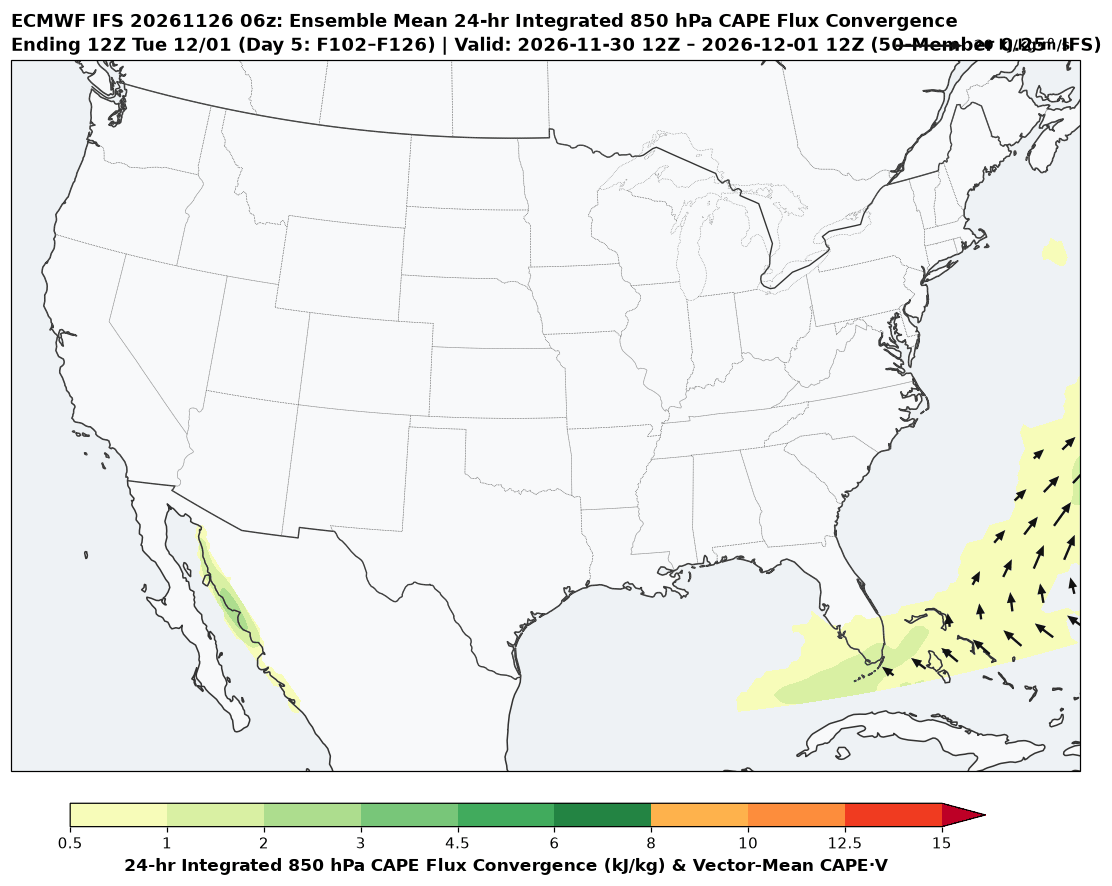 ECMWF IFS 20261126 06z: Ensemble Mean 24-hr Integrated 850 hPa CAPE Flux Convergence
Ending 12Z Tue 12/01 (Day 5: F102–F126) | Valid: 2026-11-30 12Z – 2026-12-01 12Z (50-Member 0.25° IFS)
0.5 1 2 3 4.5 6 8 10 12.5 15
24-hr Integrated 850 hPa CAPE Flux Convergence (kJ/kg) & Vector-Mean CAPE·V